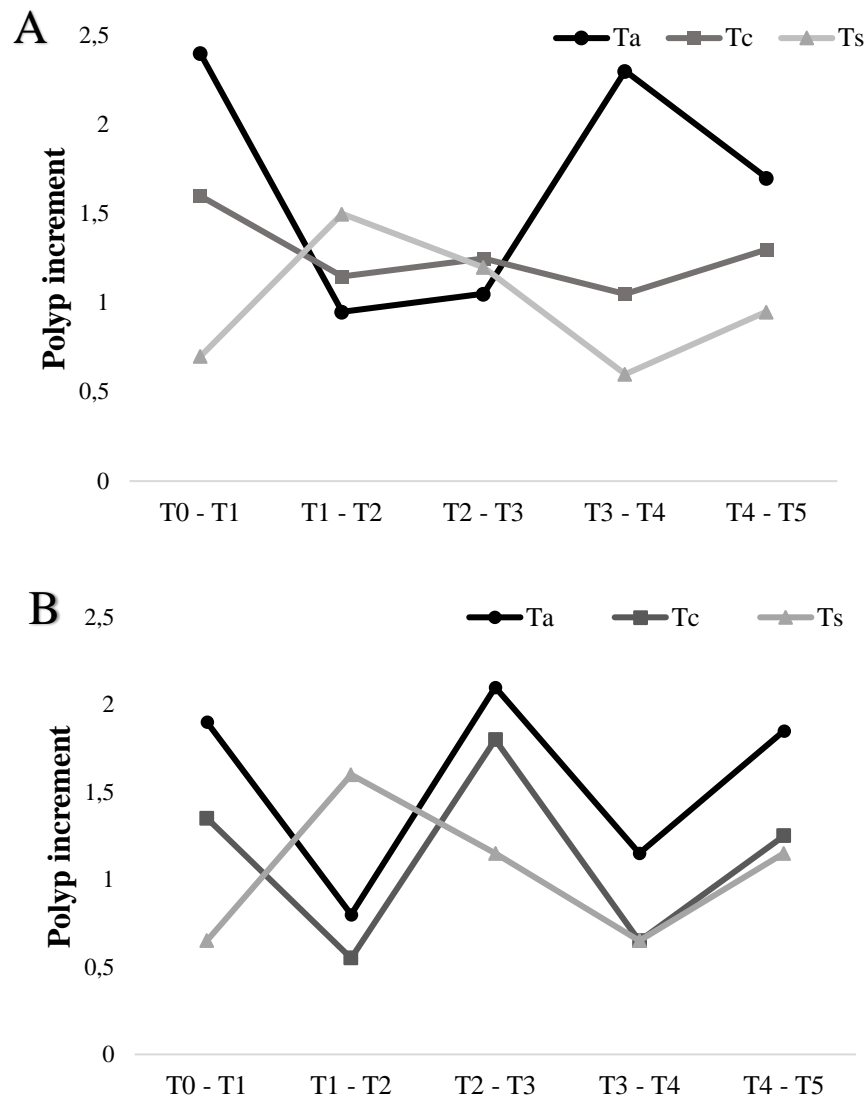 A
2,5
Ta Tc Ts
2
1,5
1
0,5
0
Polyp increment
T0 - T1 T1 - T2 T2 - T3 T3 - T4 T4 - T5
B
2,5
Ta Tc Ts
2
1,5
1
0,5
0
Polyp increment
T0 - T1 T1 - T2 T2 - T3 T3 - T4 T4 - T5